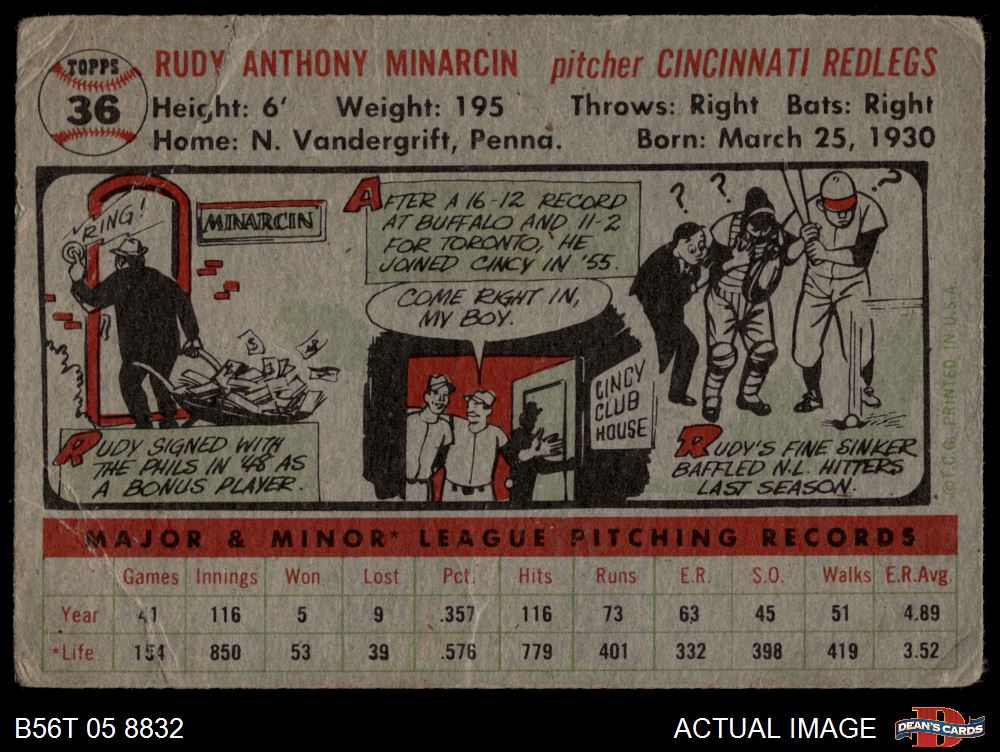 TOPPS
36
RUDY ANTHONY MINARCIN pitcher CINCINNATI REDLEGS
Height: 6' Weight: 195 Throws: Right Bats: Right
Home: N. Vandergrift, Penna. Born: March 25, 1930
RING!
MINARCIN
RUDY SIGNED WITH
THE PHILS IN '48 AS
A BONUS PLAYER.
AFTER A 16-12 RECORD
AT BUFFALO AND 11-2
FOR TORONTO, HE
JOINED CINCY IN '55.
COME RIGHT IN,
MY BOY.
CINCY
CLUB
HOUSE
? ? ?
RUDY'S FINE SINKER
BAFFLED N.L. HITTERS
LAST SEASON.
© T.C.G. PRINTED IN U.S.A.
MAJOR & MINOR* LEAGUE PITCHING RECORDS
Games Innings Won Lost Pct. Hits Runs E.R. S.O. Walks E.R.Avg.
Year 41 116 5 9 .357 116 73 63 45 51 4.89
*Life 154 850 53 39 .576 779 401 332 398 419 3.52
B56T 05 8832 ACTUAL IMAGE DEAN'S CARDS